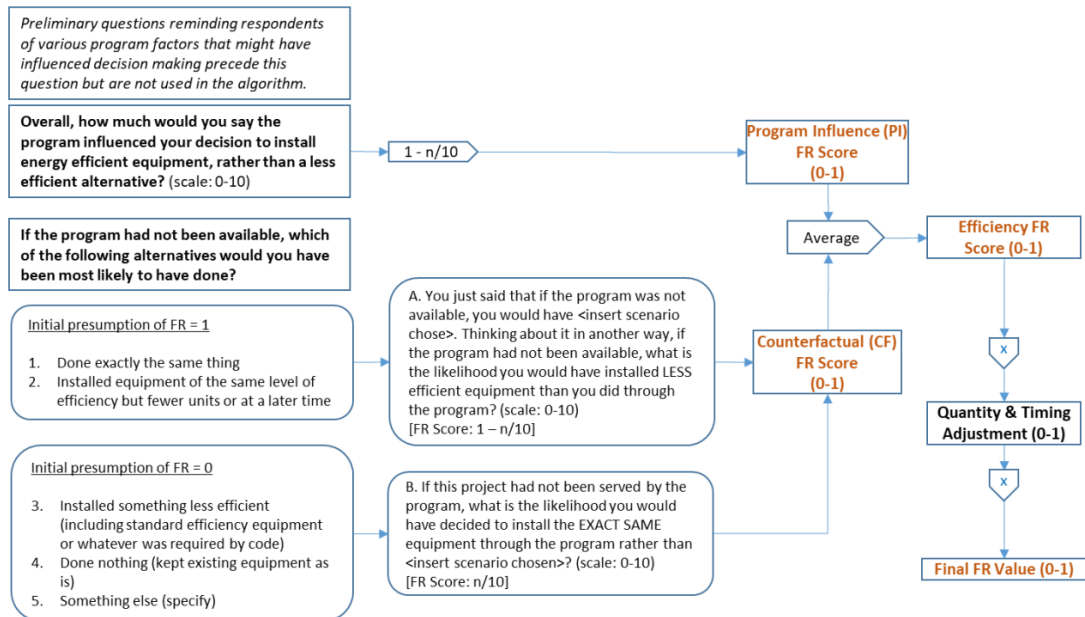 Preliminary questions reminding respondents
of various program factors that might have
influenced decision making precede this
question but are not used in the algorithm.
Overall, how much would you say the
program influenced your decision to install
energy efficient equipment, rather than a less
efficient alternative? (scale: 0-10)
1 - n/10
Program Influence (PI)
FR Score
(0-1)
If the program had not been available, which
of the following alternatives would you have
been most likely to have done?
Average
Efficiency FR
Score (0-1)
Initial presumption of FR = 1
1. Done exactly the same thing
2. Installed equipment of the same level of
efficiency but fewer units or at a later time
A. You just said that if the program was not
available, you would have <insert scenario
chose>. Thinking about it in another way, if
the program had not been available, what is
the likelihood you would have installed LESS
efficient equipment than you did through
the program? (scale: 0-10)
[FR Score: 1 – n/10]
Counterfactual (CF)
FR Score
(0-1)
x
Quantity & Timing
Adjustment (0-1)
x
Final FR Value (0-1)
Initial presumption of FR = 0
3. Installed something less efficient
(including standard efficiency equipment
or whatever was required by code)
4. Done nothing (kept existing equipment as
is)
5. Something else (specify)
B. If this project had not been served by the
program, what is the likelihood you would
have decided to install the EXACT SAME
equipment through the program rather than
<insert scenario chosen>? (scale: 0-10)
[FR Score: n/10]